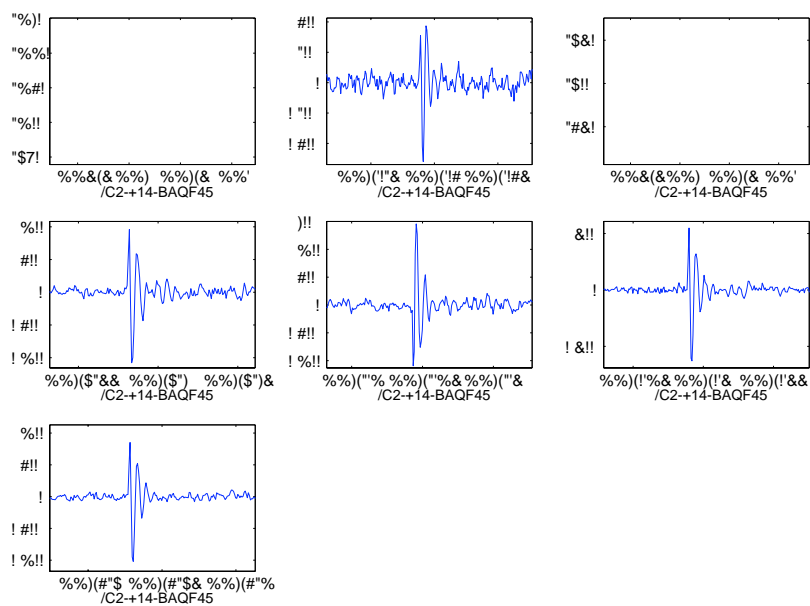 "%)!
"%%!
"%#!
"%!!
"$7!
%%&(& %%) %%)(& %%'
/C2-+14-BAQF45
#!!
"!!
!
! "!!
! #!!
%%)('!"& %%)('!# %%)('!#&
/C2-+14-BAQF45
"$&!
"$!!
"#&!
%%&(& %%) %%)(& %%'
/C2-+14-BAQF45
%!!
#!!
!
! #!!
! %!!
%%)($"&& %%)($") %%)($")&
/C2-+14-BAQF45
)!!
%!!
#!!
!
! #!!
! %!!
%%)("'% %%)("'%& %%)("'&
/C2-+14-BAQF45
&!!
!
! &!!
%%)(!'%& %%)(!'& %%)(!'&&
/C2-+14-BAQF45
%!!
#!!
!
! #!!
! %!!
%%)(#"$ %%)(#"$& %%)(#"%
/C2-+14-BAQF45